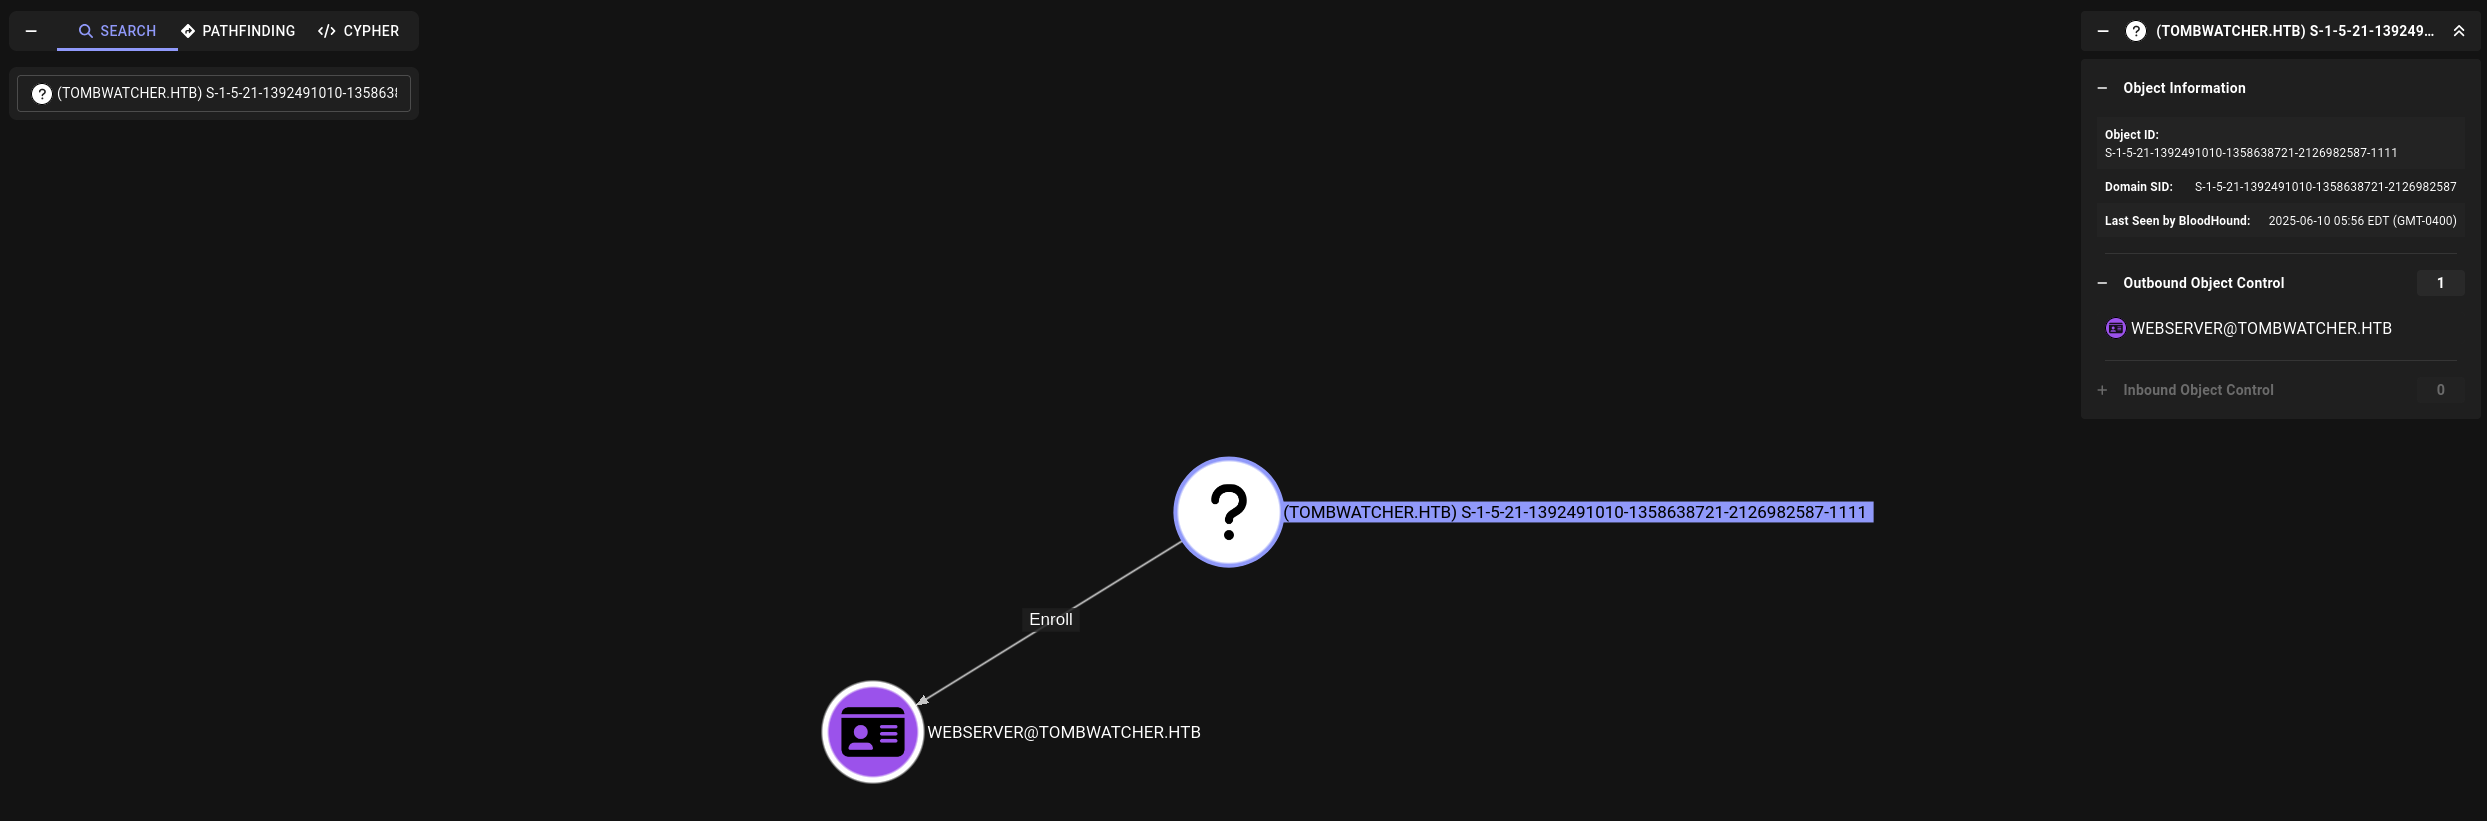 SEARCH PATHFINDING CYPHER
(TOMBWATCHER.HTB) S-1-5-21-1392491010-135863
(TOMBWATCHER.HTB) S-1-5-21-139249...
Object Information
Object ID:
S-1-5-21-1392491010-1358638721-2126982587-1111
Domain SID: S-1-5-21-1392491010-1358638721-2126982587
Last Seen by BloodHound: 2025-06-10 05:56 EDT (GMT-0400)
Outbound Object Control 1
WEBSERVER@TOMBWATCHER.HTB
Inbound Object Control 0
(TOMBWATCHER.HTB) S-1-5-21-1392491010-1358638721-2126982587-1111
Enroll
WEBSERVER@TOMBWATCHER.HTB